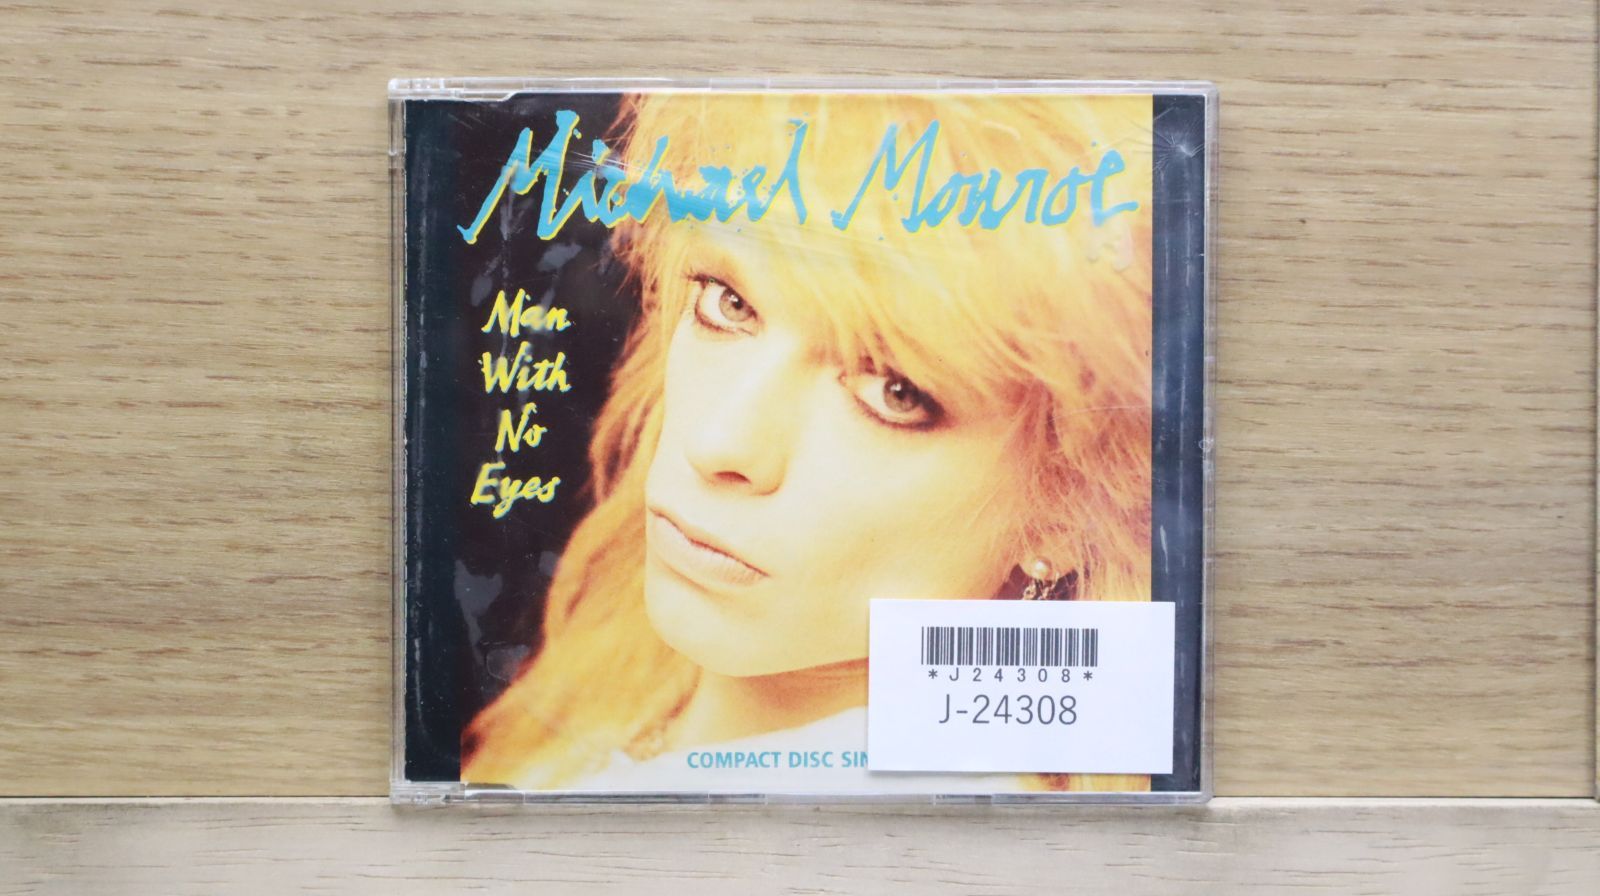 Michael Monroe
Man
With
No
Eyes
*J24308*
J-24308
COMPACT DISC SIN